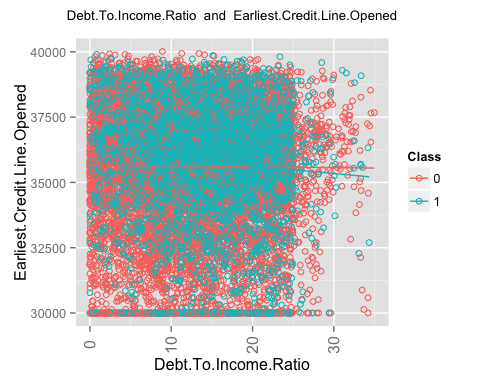 Debt.To.Income.Ratio and Earliest.Credit.Line.Opened
40000
37500
35000
32500
30000
Earliest.Credit.Line.Opened
0
10
20
30
Debt.To.Income.Ratio
Class
0
1